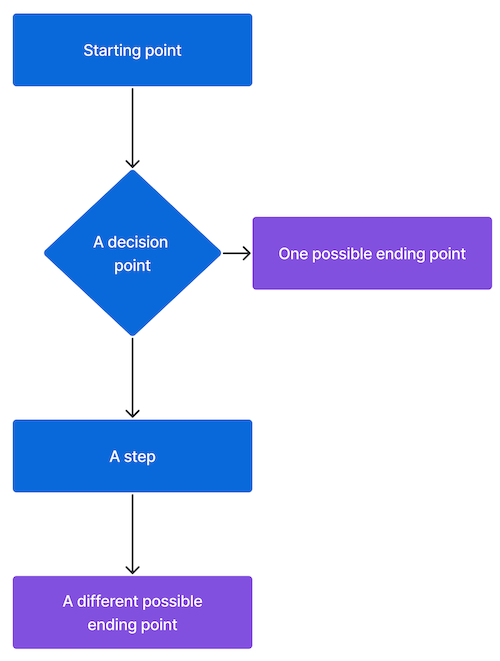 Starting point
A decision
point
One possible ending point
A step
A different possible
ending point